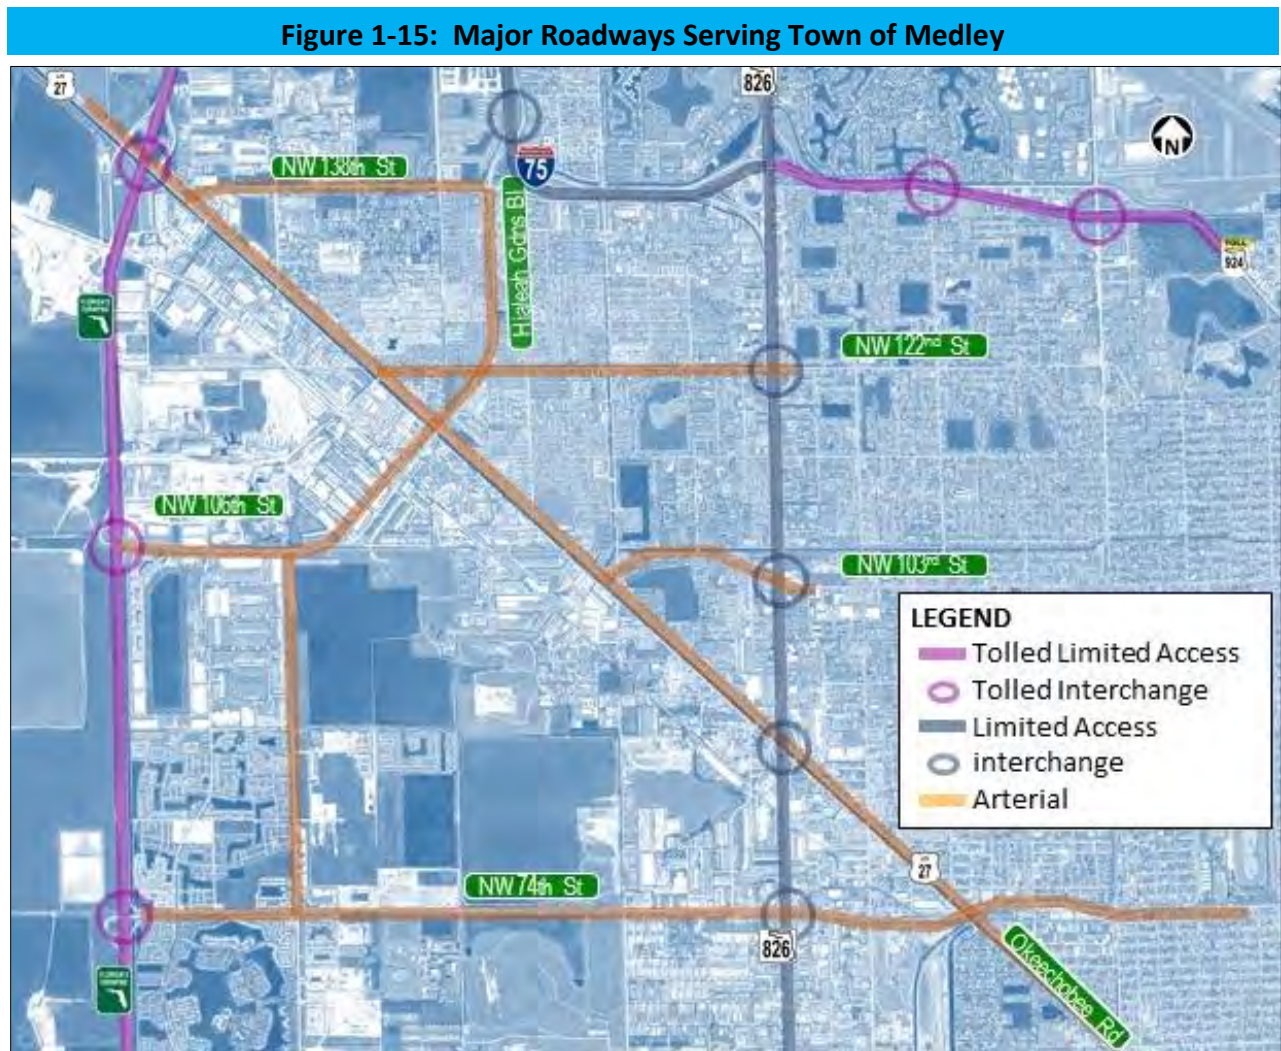 Figure 1-15: Major Roadways Serving Town of Medley
27
826
N
NW 138th St
75
Hialeah Gdns Bl
TOLL
924
NW 122nd St
NW 106th St
NW 103rd St
LEGEND
Tolled Limited Access
Tolled Interchange
Limited Access
interchange
Arterial
27
NW 74th St
826
Okeechobee Rd